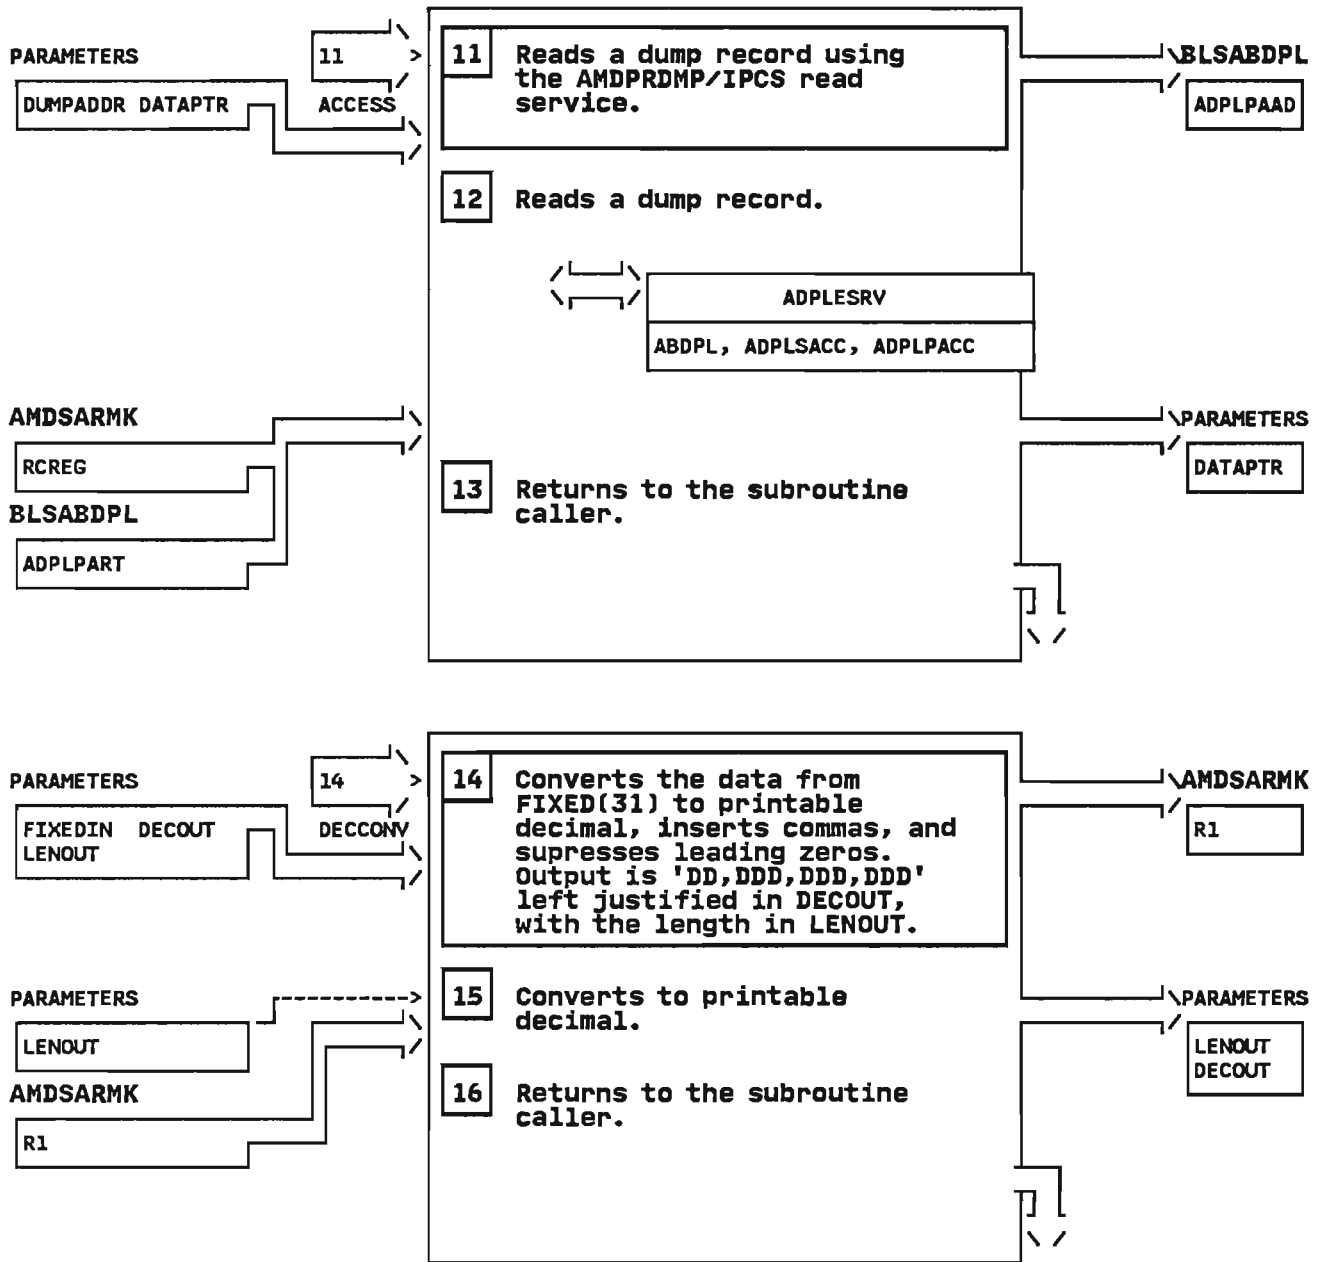 PARAMETERS
DUMPADDR DATAPTR
11
ACCESS
11 Reads a dump record using
the AMDPRDMP/IPCS read
service.
BLSABDPL
ADPLPAAD
12 Reads a dump record.
ADPLESRV
ABDPL, ADPLSACC, ADPLPACC
AMDSARMK
RCREG
BLSABDPL
ADPLPART
PARAMETERS
DATAPTR
13 Returns to the subroutine
caller.
PARAMETERS
FIXEDIN DECOUT
LENOUT
14
DECCONV
14 Converts the data from
FIXED(31) to printable
decimal, inserts commas, and
supresses leading zeros.
Output is 'DD,DDD,DDD,DDD'
left justified in DECOUT,
with the length in LENOUT.
AMDSARMK
R1
PARAMETERS
LENOUT
AMDSARMK
R1
15 Converts to printable
decimal.
PARAMETERS
LENOUT
DECOUT
16 Returns to the subroutine
caller.